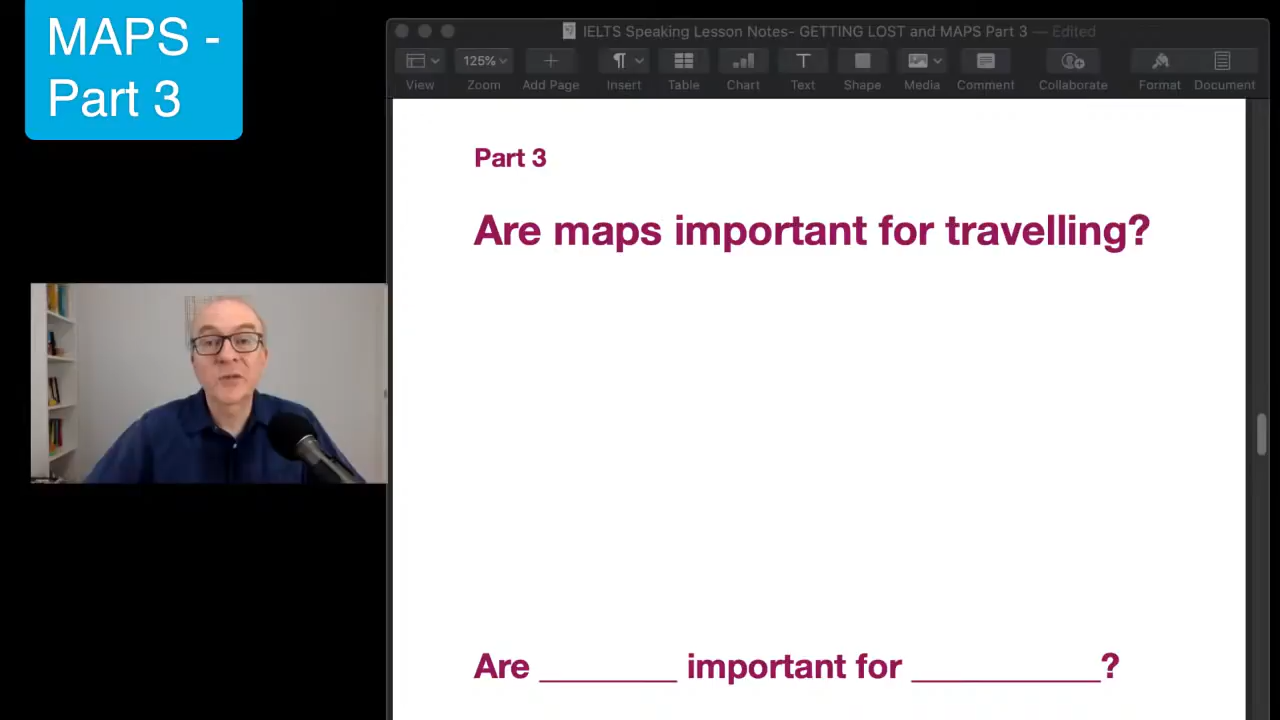 MAPS -
Part 3
IELTS Speaking Lesson Notes- GETTING LOST and MAPS Part 3 — Edited
125%
View
Zoom
Add Page
Insert
Table
Chart
Text
Shape
Media
Comment
Collaborate
Format
Document
Part 3
Are maps important for travelling?
Are ________ important for ___________?